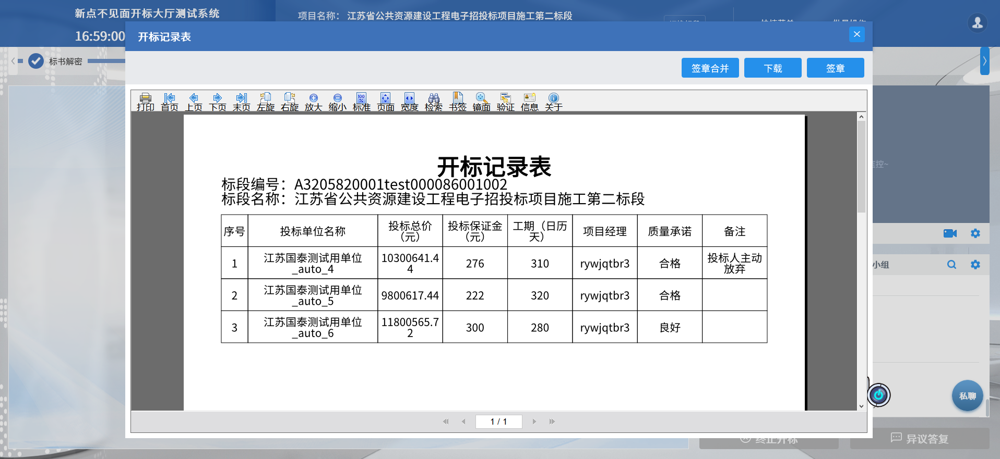 新点不见面开标大厅测试系统
项目名称： 江苏省公共资源建设工程电子招投标项目施工第二标段
16:59:00
开标记录表
标书解密
签章合并 下载 签章
打印 首页 上页 下页 末页 左旋 右旋 放大 缩小 标准 页面 宽度 检索 书签 镜面 验证 信息 关于
开标记录表
标段编号：A3205820001test000086001002
标段名称：江苏省公共资源建设工程电子招投标项目施工第二标段
序号 投标单位名称 投标总价（元） 投标保证金（元） 工期（日历天） 项目经理 质量承诺 备注
1 江苏国泰测试用单位_auto_4 10300641.44 276 310 rywjqtbr3 合格 投标人主动放弃
2 江苏国泰测试用单位_auto_5 9800617.44 222 320 rywjqtbr3 合格
3 江苏国泰测试用单位_auto_6 11800565.72 300 280 rywjqtbr3 良好
监控~
小组
私聊
1 / 1
终止开标
异议答复